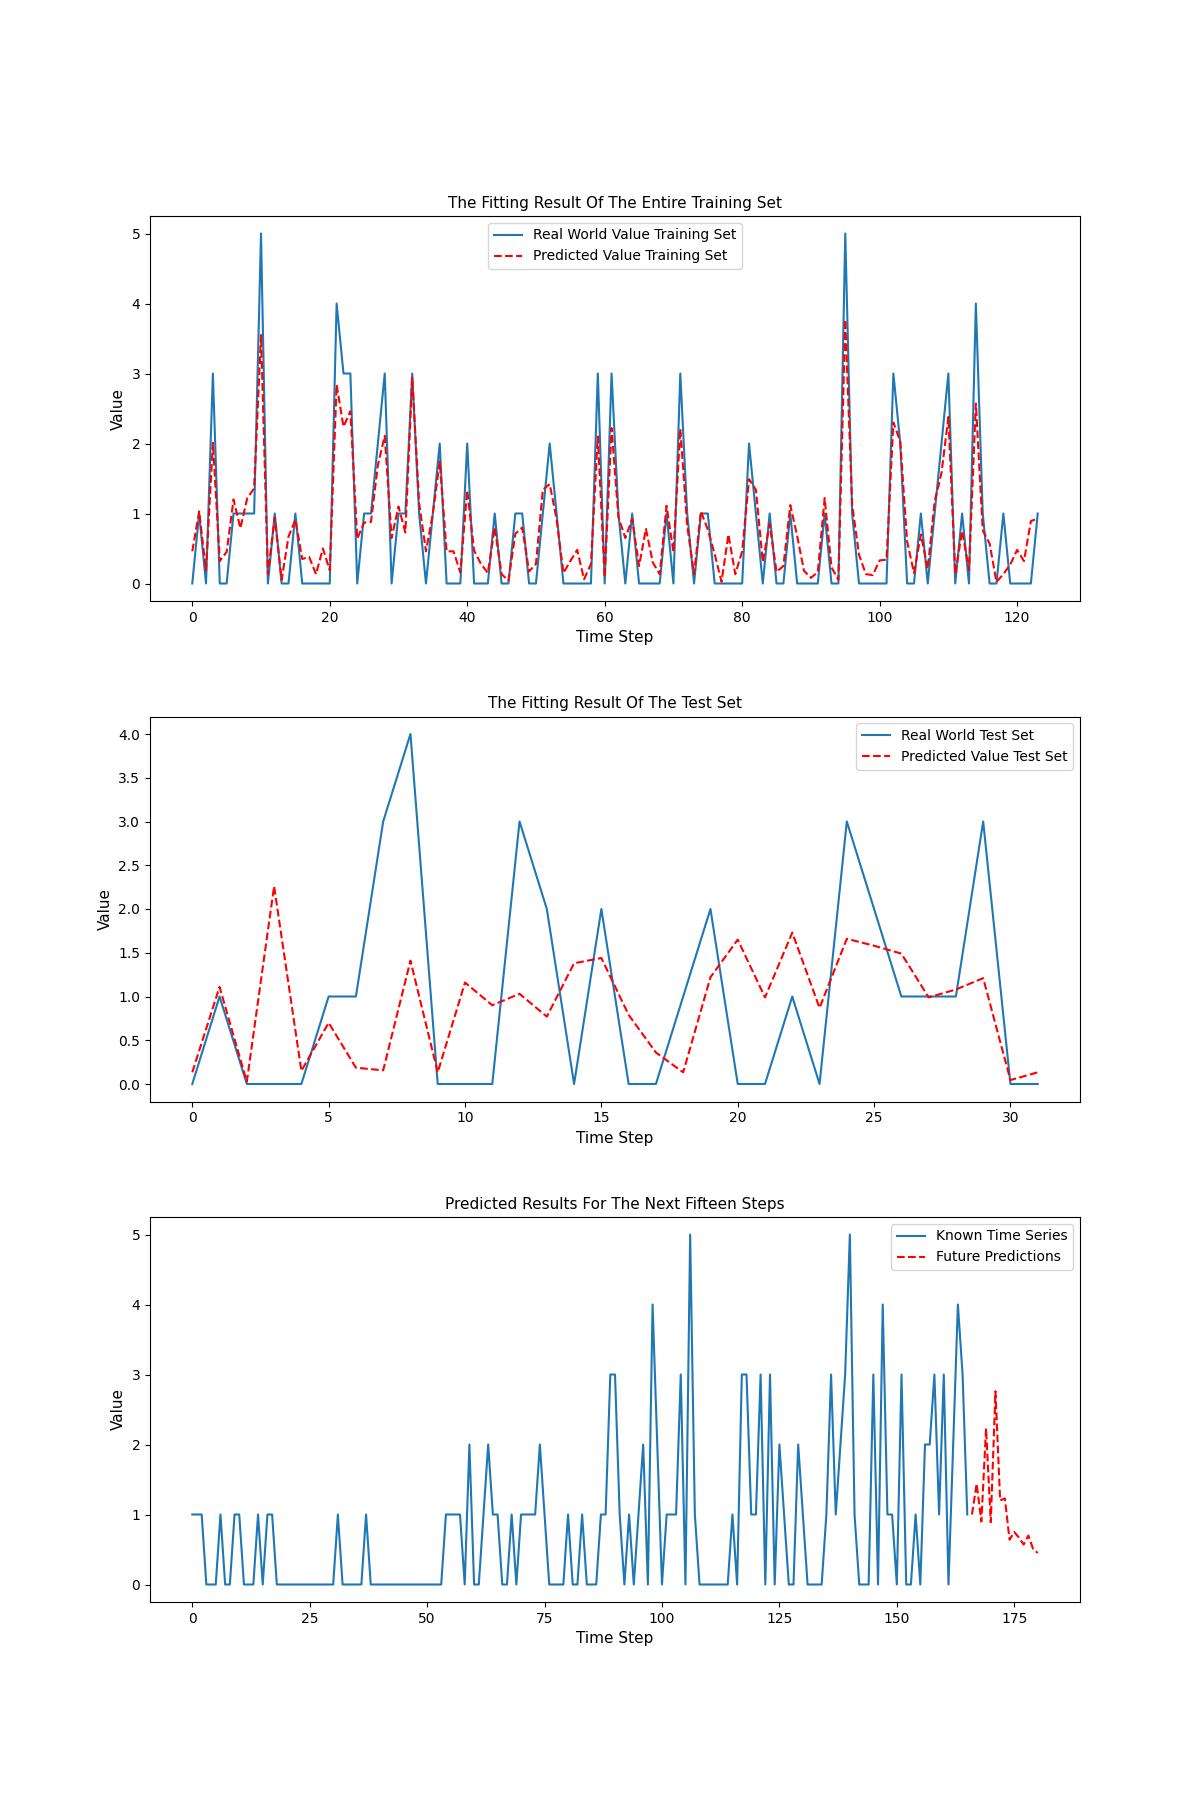 The Fitting Result Of The Entire Training Set
Real World Value Training Set
Predicted Value Training Set
5
4
3
2
1
0
Value
0 20 40 60 80 100 120
Time Step
The Fitting Result Of The Test Set
Real World Test Set
Predicted Value Test Set
4.0
3.5
3.0
2.5
2.0
1.5
1.0
0.5
0.0
Value
0 5 10 15 20 25 30
Time Step
Predicted Results For The Next Fifteen Steps
Known Time Series
Future Predictions
5
4
3
2
1
0
Value
0 25 50 75 100 125 150 175
Time Step